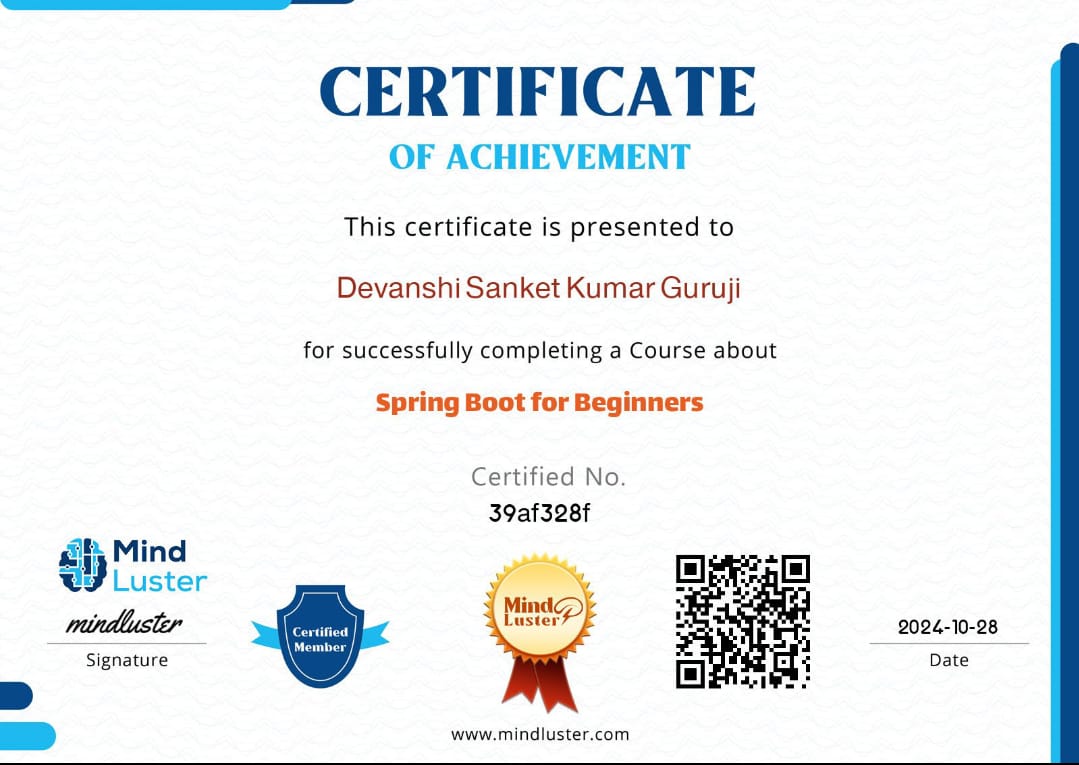 CERTIFICATE
OF ACHIEVEMENT
This certificate is presented to
Devanshi Sanket Kumar Guruji
for successfully completing a Course about
Spring Boot for Beginners
Certified No.
39af328f
Mind
Luster
mindluster
Signature
Certified
Member
Mind
Luster
2024-10-28
Date
www.mindluster.com